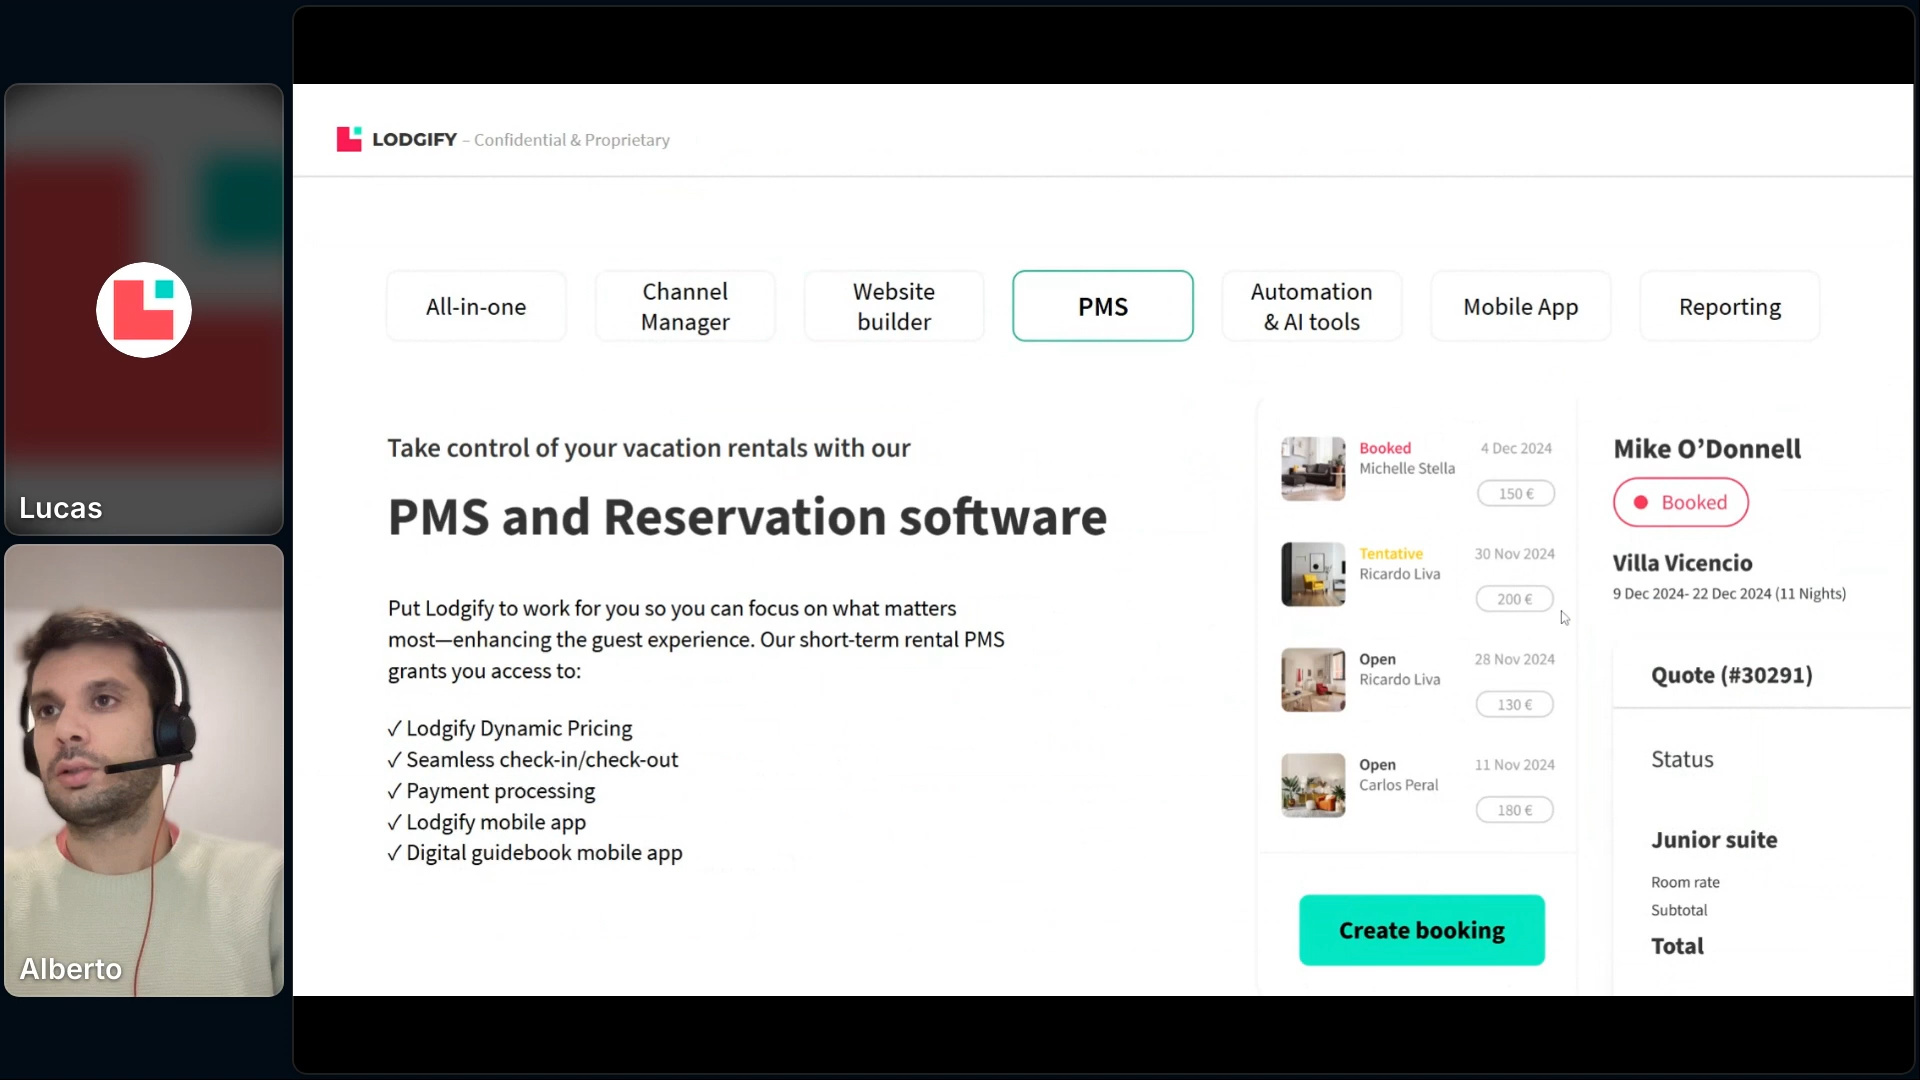 Lucas
Alberto
LODGIFY – Confidential & Proprietary
All-in-one
Channel
Manager
Website
builder
PMS
Automation
& AI tools
Mobile App
Reporting
Take control of your vacation rentals with our
PMS and Reservation software
Put Lodgify to work for you so you can focus on what matters
most—enhancing the guest experience. Our short-term rental PMS
grants you access to:
✓ Lodgify Dynamic Pricing
✓ Seamless check-in/check-out
✓ Payment processing
✓ Lodgify mobile app
✓ Digital guidebook mobile app
Booked 4 Dec 2024
Michelle Stella
150 €
Tentative 30 Nov 2024
Ricardo Liva
200 €
Open 28 Nov 2024
Ricardo Liva
130 €
Open 11 Nov 2024
Carlos Peral
180 €
Create booking
Mike O’Donnell
Booked
Villa Vicencio
9 Dec 2024- 22 Dec 2024 (11 Nights)
Quote (#30291)
Status
Junior suite
Room rate
Subtotal
Total